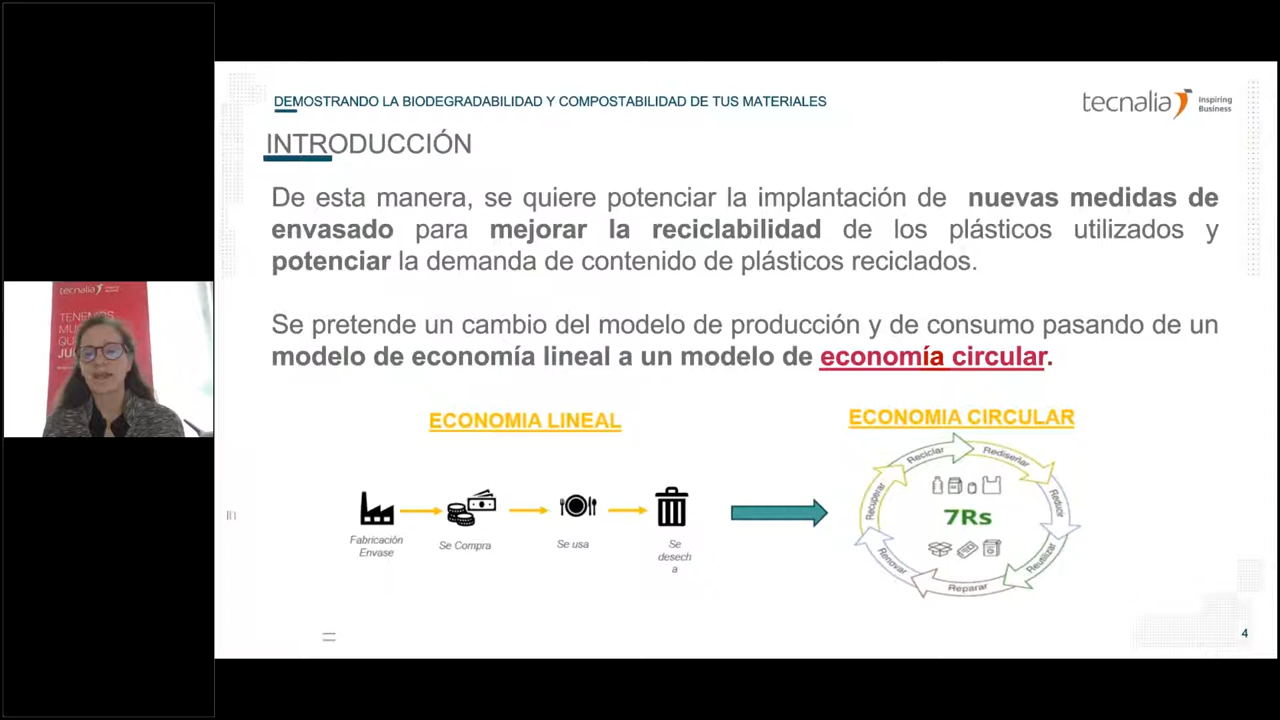 DEMOSTRANDO LA BIODEGRADABILIDAD Y COMPOSTABILIDAD DE TUS MATERIALES
tecnalia
Inspiring
Business
INTRODUCCIÓN
De esta manera, se quiere potenciar la implantación de nuevas medidas de
envasado para mejorar la reciclabilidad de los plásticos utilizados y
potenciar la demanda de contenido de plásticos reciclados.
Se pretende un cambio del modelo de producción y de consumo pasando de un
modelo de economía lineal a un modelo de economía circular.
ECONOMIA LINEAL
Fabricación
Envase
Se Compra
Se usa
Se
desech
a
ECONOMIA CIRCULAR
Reciclar
Rediseñar
Reducir
Reutilizar
Reparar
Renovar
Recuperar
7Rs
4
tecnalia
TENEMOS